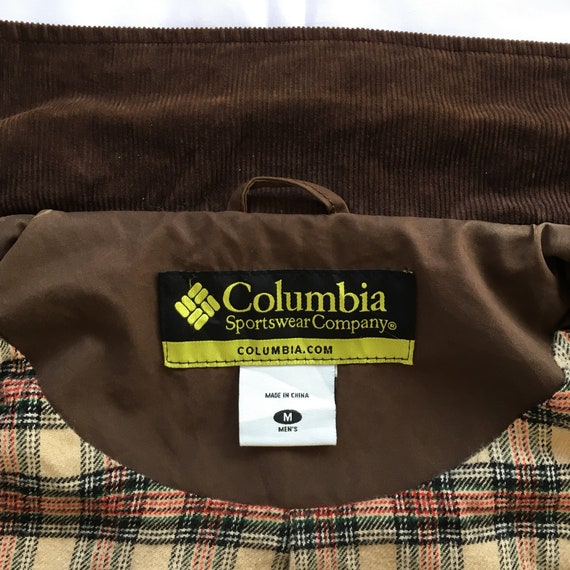 Columbia
Sportswear Company®
COLUMBIA.COM
MADE IN CHINA
M
MEN'S